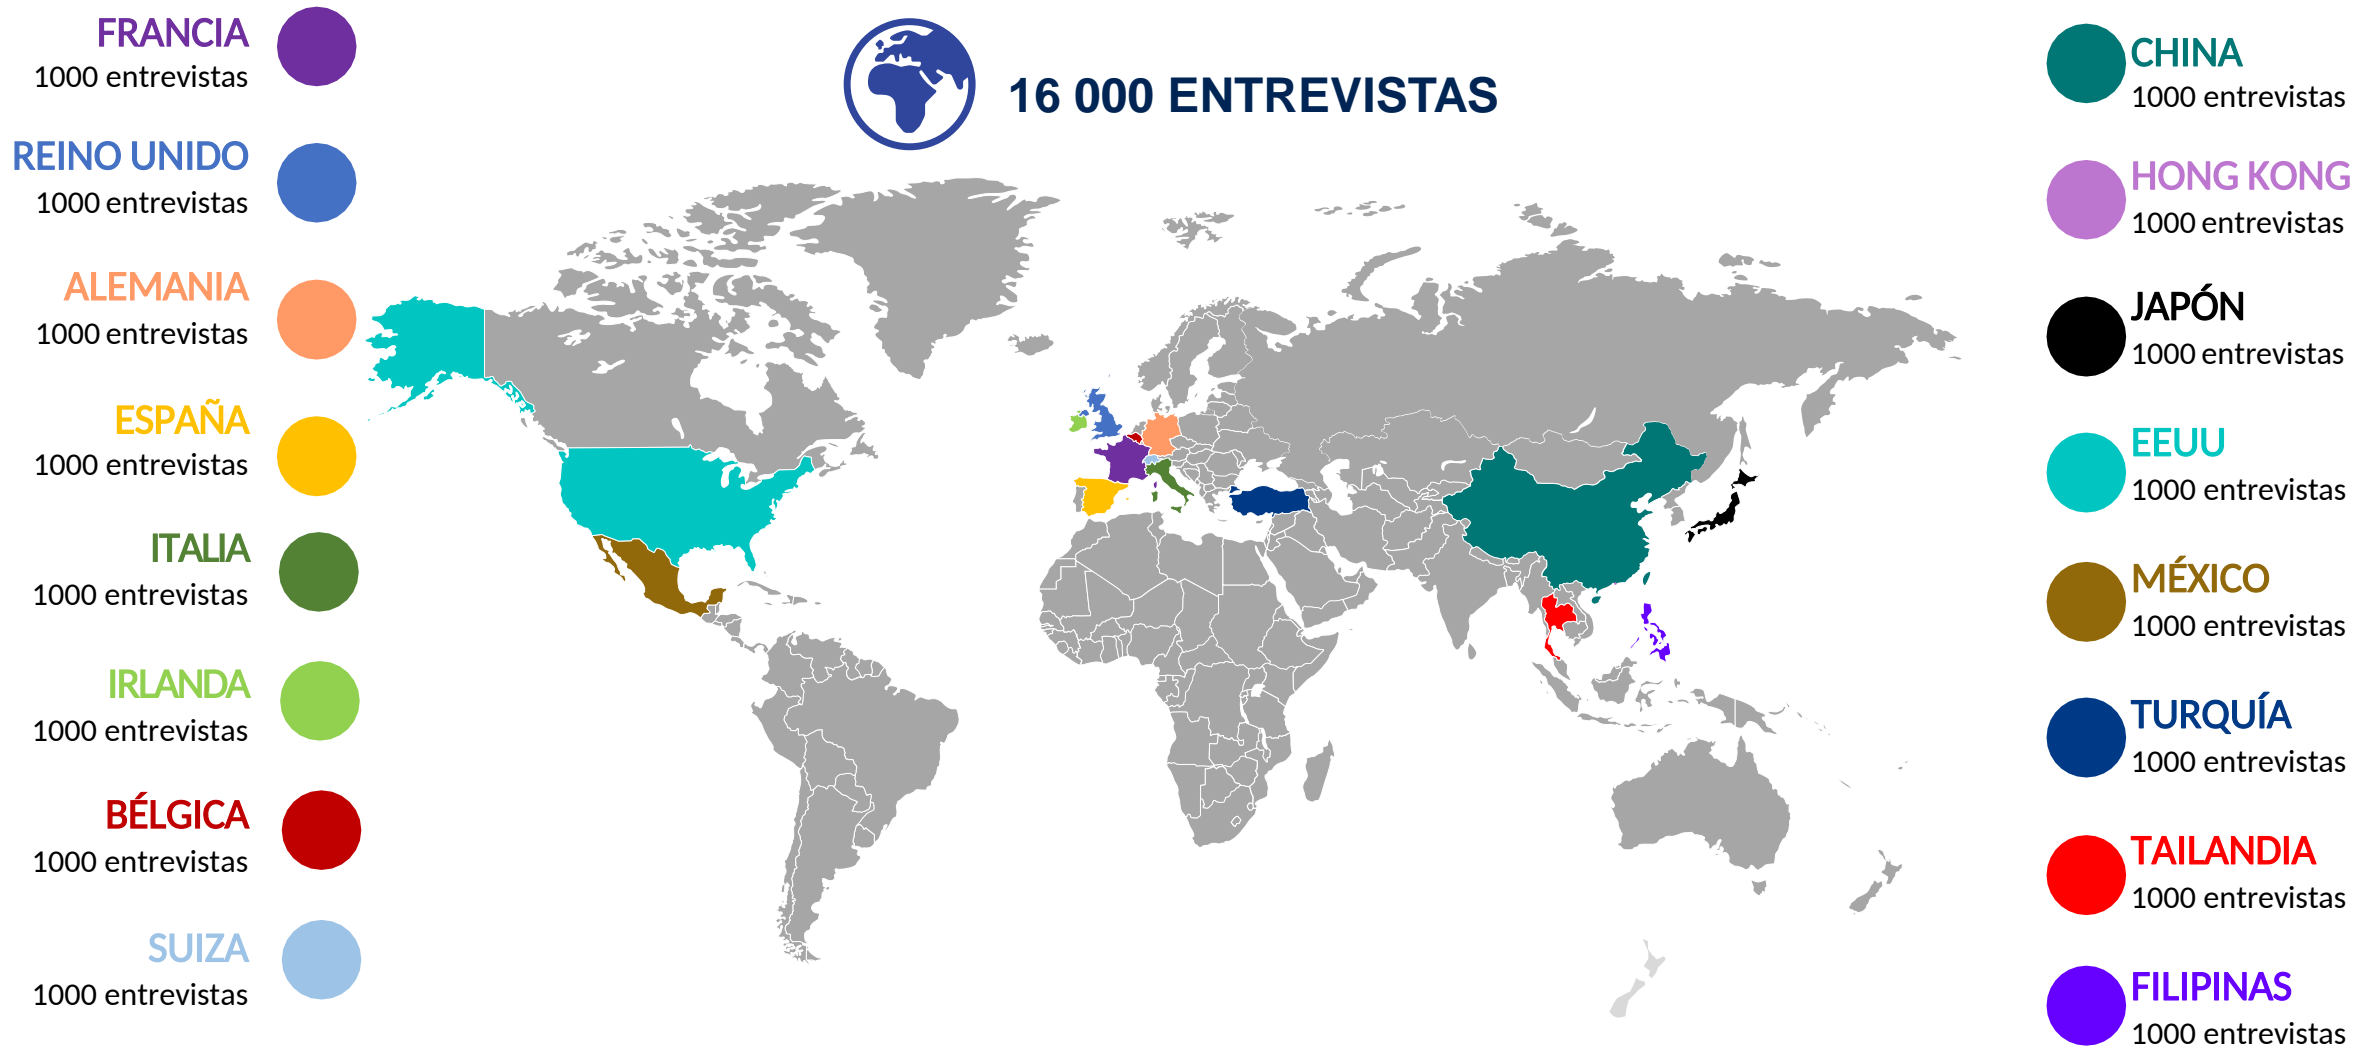 16 000 ENTREVISTAS
FRANCIA
1000 entrevistas
REINO UNIDO
1000 entrevistas
ALEMANIA
1000 entrevistas
ESPAÑA
1000 entrevistas
ITALIA
1000 entrevistas
IRLANDA
1000 entrevistas
BÉLGICA
1000 entrevistas
SUIZA
1000 entrevistas
CHINA
1000 entrevistas
HONG KONG
1000 entrevistas
JAPÓN
1000 entrevistas
EEUU
1000 entrevistas
MÉXICO
1000 entrevistas
TURQUÍA
1000 entrevistas
TAILANDIA
1000 entrevistas
FILIPINAS
1000 entrevistas